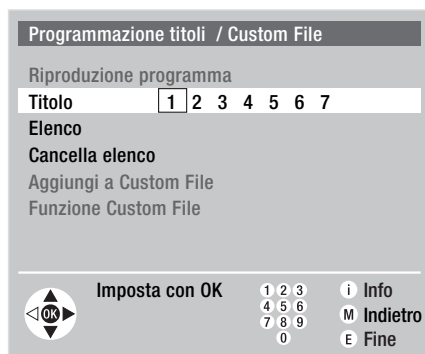 Programmazione titoli / Custom File
Riproduzione programma
Titolo 1 2 3 4 5 6 7
Elenco
Cancella elenco
Aggiungi a Custom File
Funzione Custom File
OK
Imposta con OK
1 2 3
4 5 6
7 8 9
0
i Info
M Indietro
E Fine